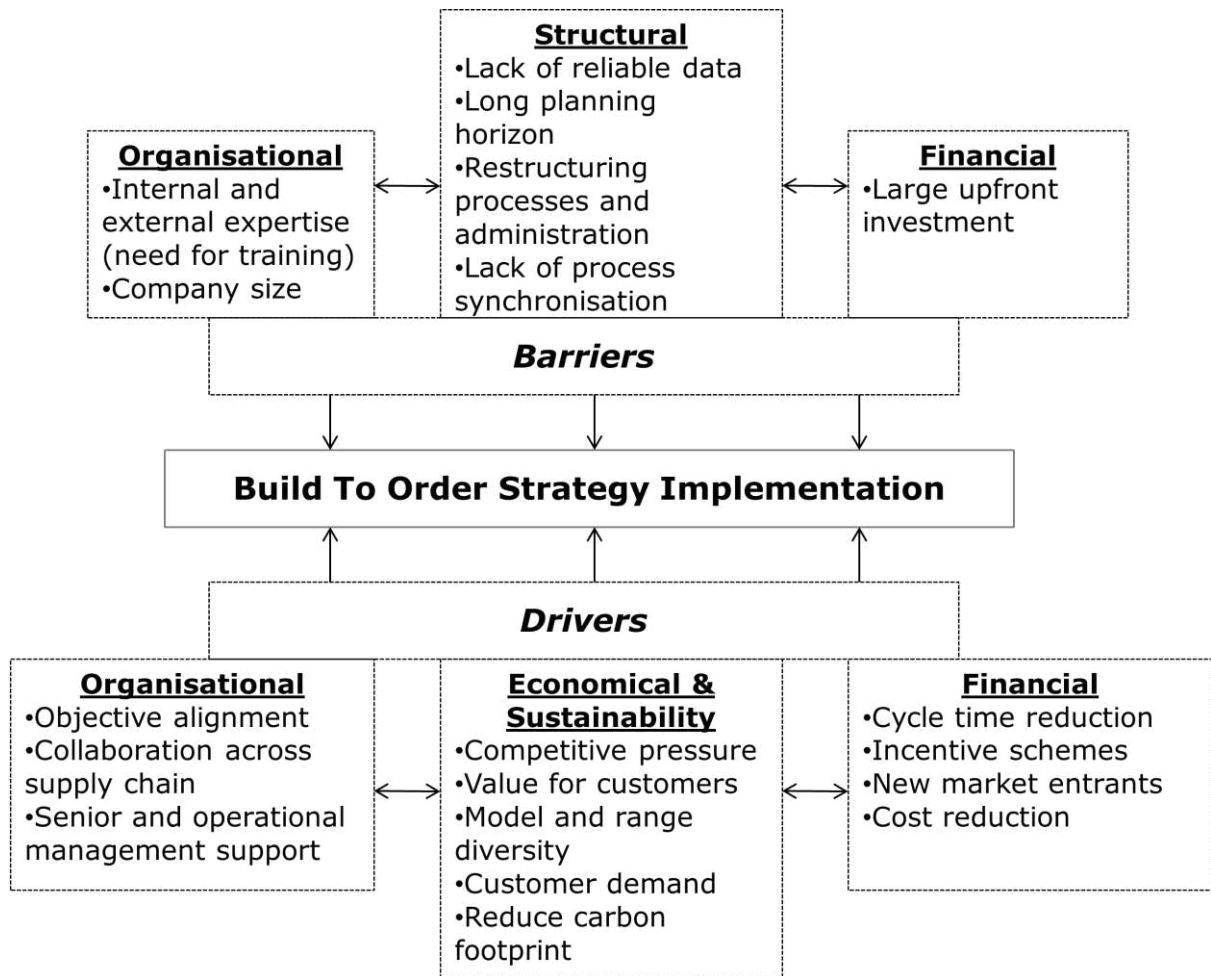 Structural
•Lack of reliable data
•Long planning
horizon
•Restructuring
processes and
administration
•Lack of process
synchronisation
Organisational
•Internal and
external expertise
(need for training)
•Company size
Financial
•Large upfront
investment
Barriers
Build To Order Strategy Implementation
Drivers
Organisational
•Objective alignment
•Collaboration across
supply chain
•Senior and operational
management support
Economical &
Sustainability
•Competitive pressure
•Value for customers
•Model and range
diversity
•Customer demand
•Reduce carbon
footprint
Financial
•Cycle time reduction
•Incentive schemes
•New market entrants
•Cost reduction